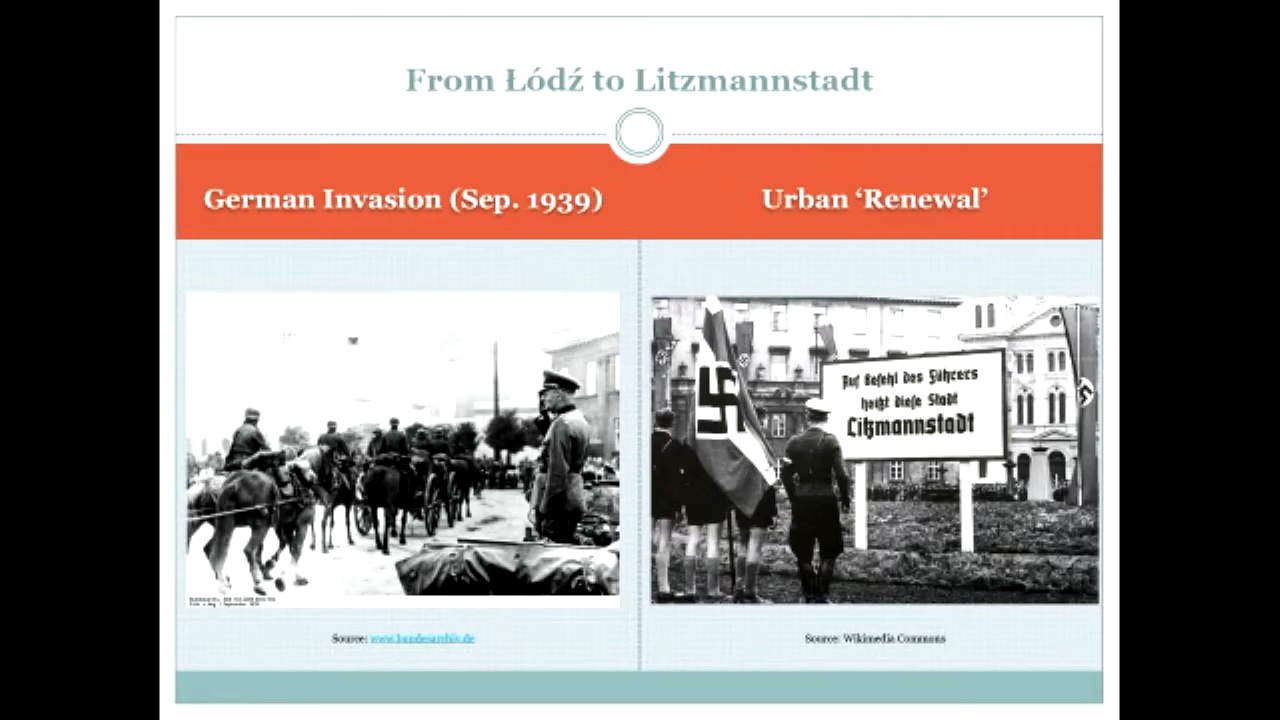 From Łódź to Litzmannstadt
German Invasion (Sep. 1939)
Urban ‘Renewal’
Auf Befehl des Führers
heißt diese Stadt
Litzmannstadt
Source: www.bundesarchiv.de
Source: Wikimedia Commons